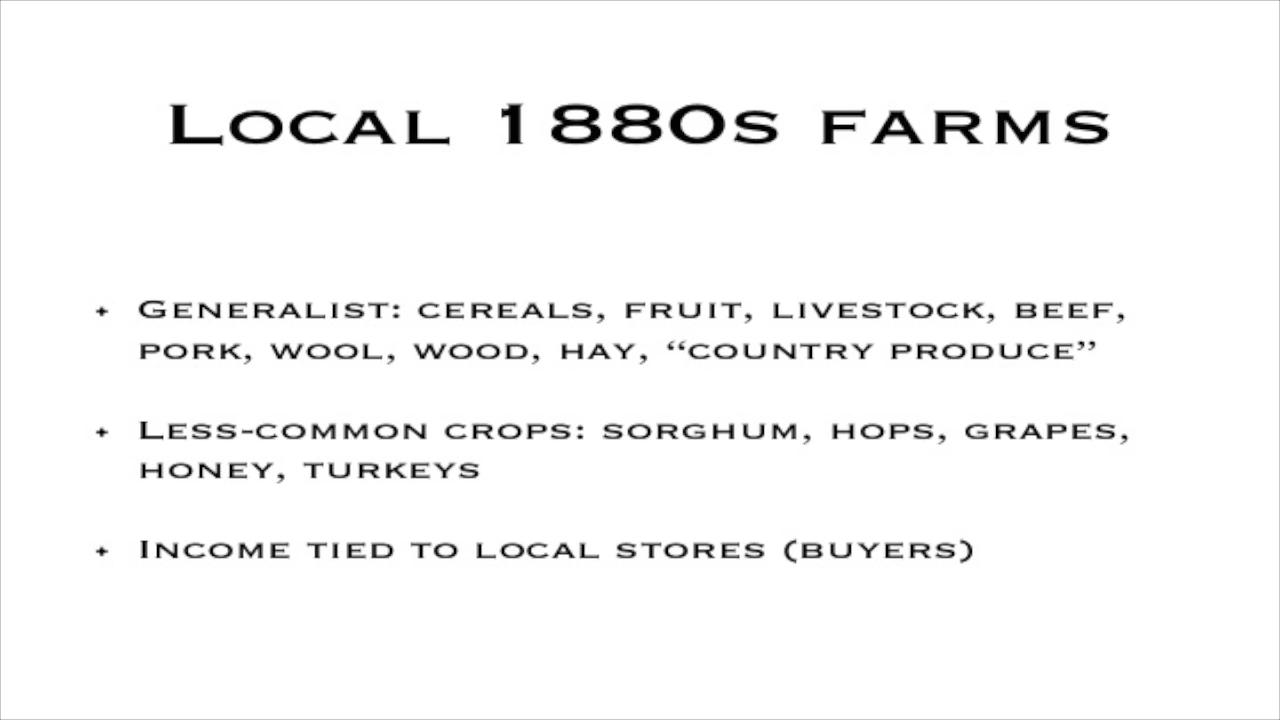 Local 1880s farms
Generalist: cereals, fruit, livestock, beef,
pork, wool, wood, hay, “country produce”
Less-common crops: sorghum, hops, grapes,
honey, turkeys
Income tied to local stores (buyers)